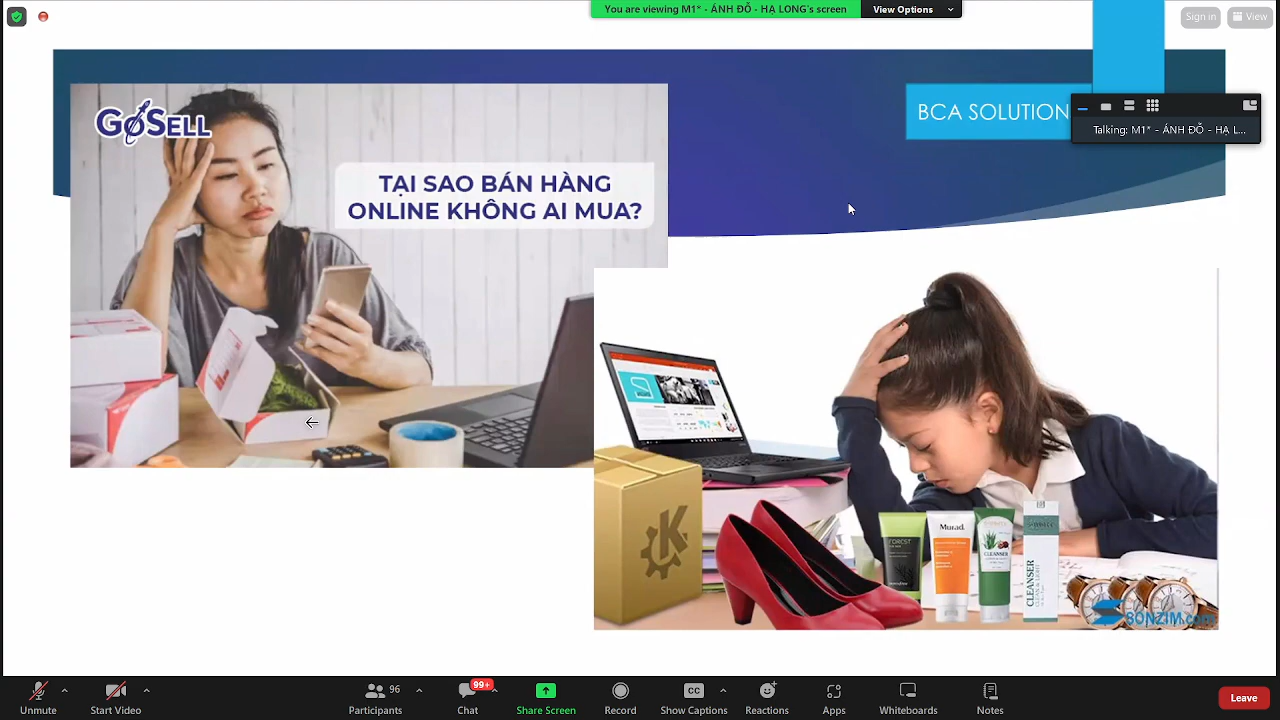 You are viewing M1* - ÁNH ĐỖ - HẠ LONG's screen
View Options
Sign in
View
BCA SOLUTION
Talking: M1* - ÁNH ĐỖ - HẠ L...
GoSELL
TẠI SAO BÁN HÀNG
ONLINE KHÔNG AI MUA?
K
FOREST
Murad.
CLEANSER
CLEANSER
BONZIM.com
96
99+
CC
Unmute
Start Video
Participants
Chat
Share Screen
Record
Show Captions
Reactions
Apps
Whiteboards
Notes
Leave